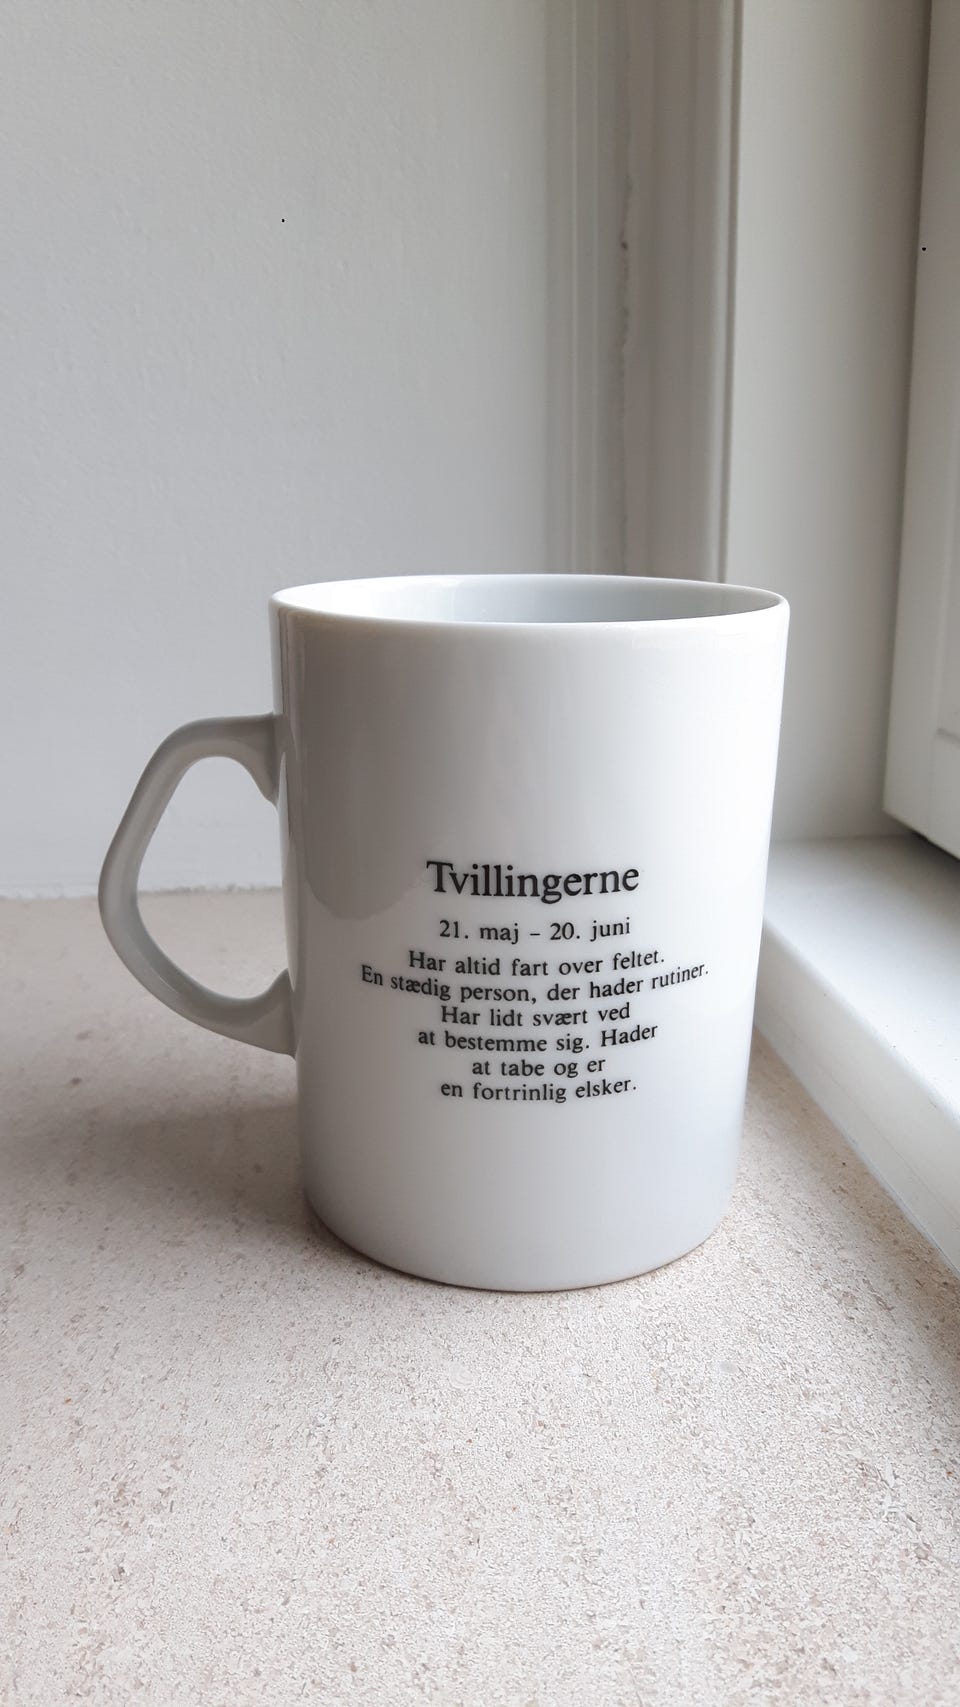 Tvillingerne
21. maj – 20. juni
Har altid fart over feltet.
En stædig person, der hader rutiner.
Har lidt svært ved
at bestemme sig. Hader
at tabe og er
en fortrinlig elsker.